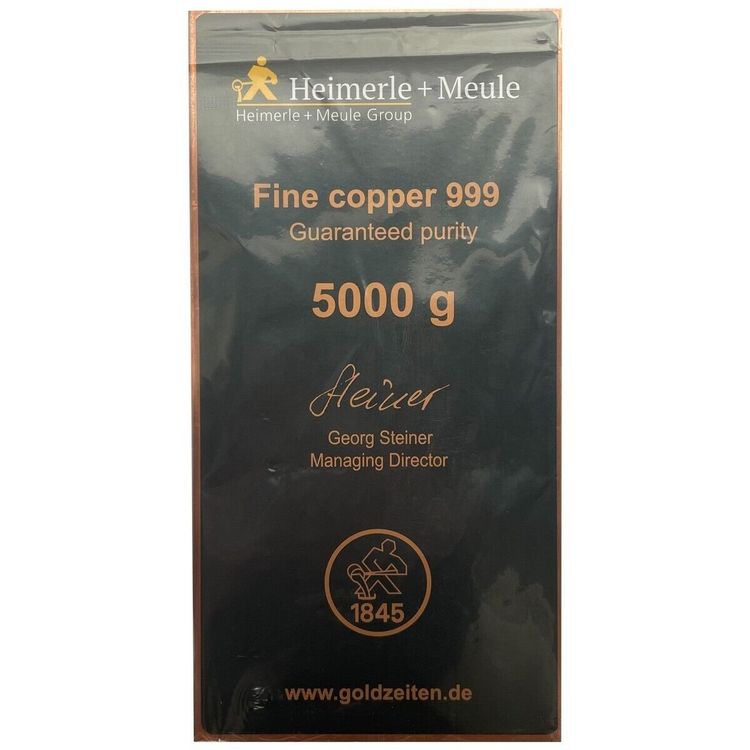 Heimerle + Meule
Heimerle + Meule Group
Fine copper 999
Guaranteed purity
5000 g
Steiner
Georg Steiner
Managing Director
1845
www.goldzeiten.de